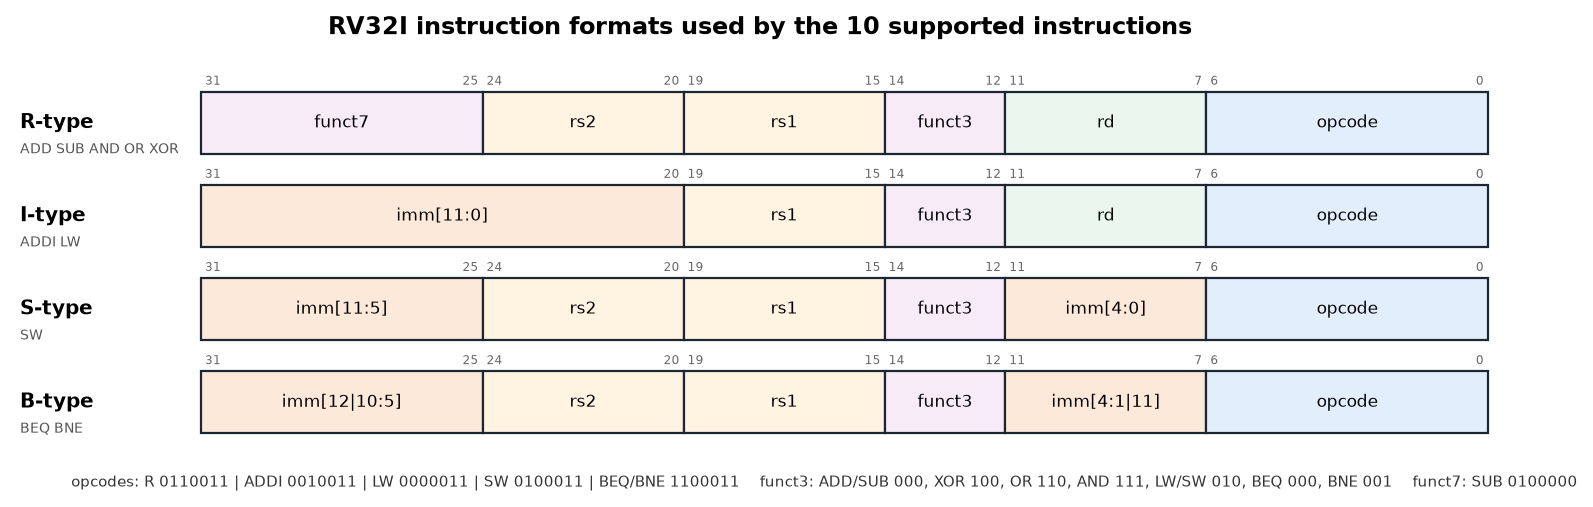 RV32I instruction formats used by the 10 supported instructions
31 25 24 20 19 15 14 12 11 7 6 0
R-type funct7 rs2 rs1 funct3 rd opcode
ADD SUB AND OR XOR
31 20 19 15 14 12 11 7 6 0
I-type imm[11:0] rs1 funct3 rd opcode
ADDI LW
31 25 24 20 19 15 14 12 11 7 6 0
S-type imm[11:5] rs2 rs1 funct3 imm[4:0] opcode
SW
31 25 24 20 19 15 14 12 11 7 6 0
B-type imm[12|10:5] rs2 rs1 funct3 imm[4:1|11] opcode
BEQ BNE
opcodes: R 0110011 | ADDI 0010011 | LW 0000011 | SW 0100011 | BEQ/BNE 1100011 funct3: ADD/SUB 000, XOR 100, OR 110, AND 111, LW/SW 010, BEQ 000, BNE 001 funct7: SUB 0100000